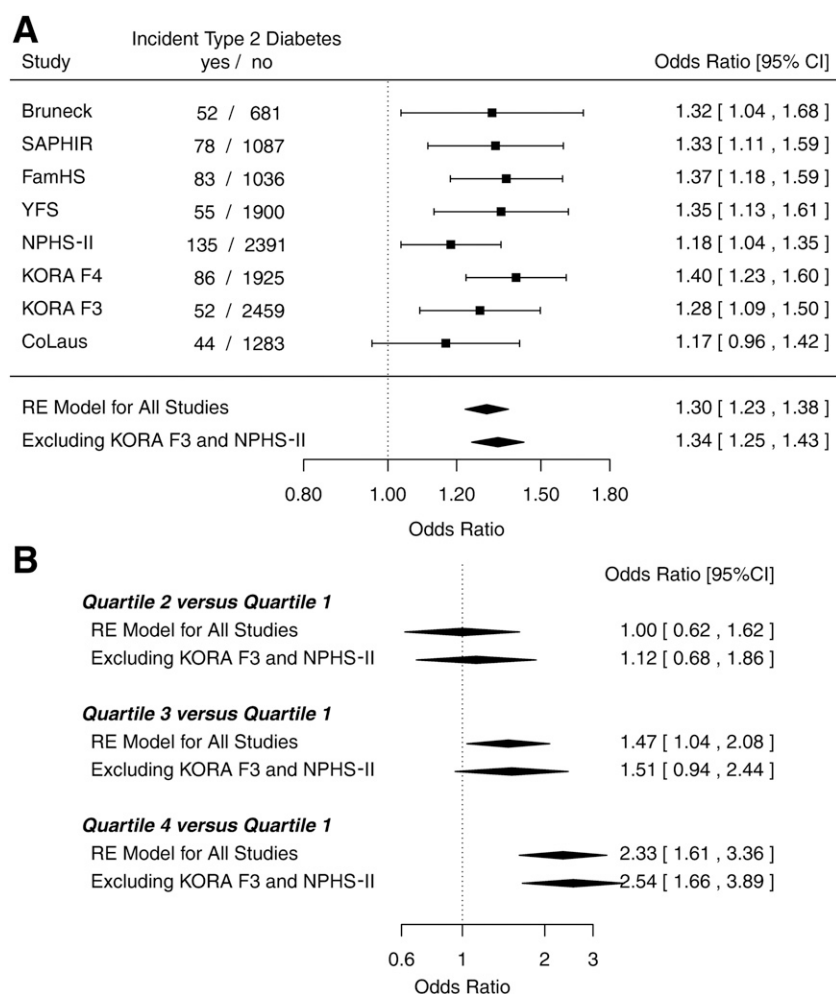 A
Incident Type 2 Diabetes
Study yes / no Odds Ratio [95% CI]
Bruneck 52 / 681 1.32 [ 1.04 , 1.68 ]
SAPHIR 78 / 1087 1.33 [ 1.11 , 1.59 ]
FamHS 83 / 1036 1.37 [ 1.18 , 1.59 ]
YFS 55 / 1900 1.35 [ 1.13 , 1.61 ]
NPHS-II 135 / 2391 1.18 [ 1.04 , 1.35 ]
KORA F4 86 / 1925 1.40 [ 1.23 , 1.60 ]
KORA F3 52 / 2459 1.28 [ 1.09 , 1.50 ]
CoLaus 44 / 1283 1.17 [ 0.96 , 1.42 ]
RE Model for All Studies 1.30 [ 1.23 , 1.38 ]
Excluding KORA F3 and NPHS-II 1.34 [ 1.25 , 1.43 ]
0.80 1.00 1.20 1.50 1.80
Odds Ratio
B
Odds Ratio [95%CI]
Quartile 2 versus Quartile 1
RE Model for All Studies 1.00 [ 0.62 , 1.62 ]
Excluding KORA F3 and NPHS-II 1.12 [ 0.68 , 1.86 ]
Quartile 3 versus Quartile 1
RE Model for All Studies 1.47 [ 1.04 , 2.08 ]
Excluding KORA F3 and NPHS-II 1.51 [ 0.94 , 2.44 ]
Quartile 4 versus Quartile 1
RE Model for All Studies 2.33 [ 1.61 , 3.36 ]
Excluding KORA F3 and NPHS-II 2.54 [ 1.66 , 3.89 ]
0.6 1 2 3
Odds Ratio